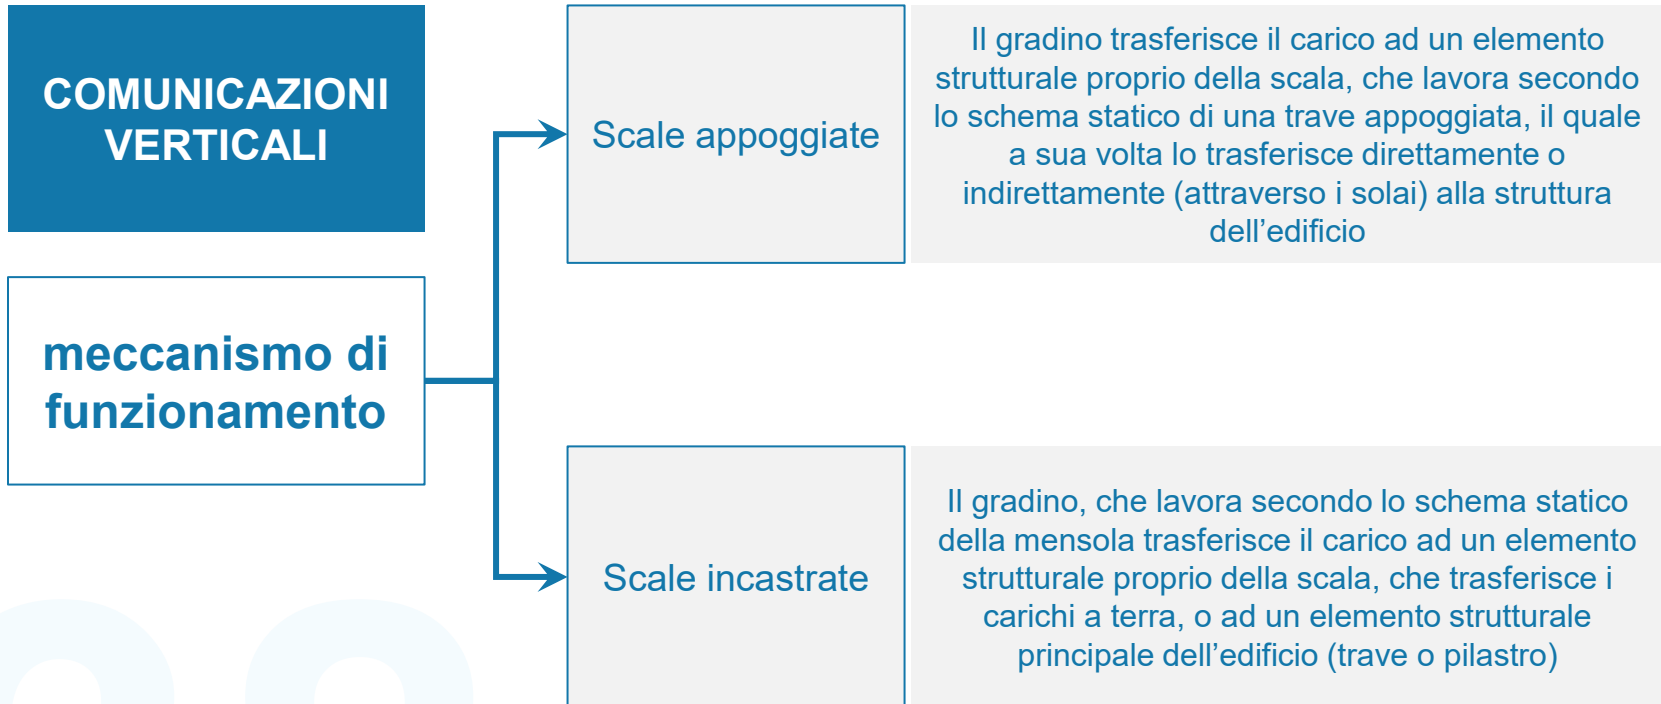 COMUNICAZIONI
VERTICALI
meccanismo di
funzionamento
Scale appoggiate
Il gradino trasferisce il carico ad un elemento
strutturale proprio della scala, che lavora secondo
lo schema statico di una trave appoggiata, il quale
a sua volta lo trasferisce direttamente o
indirettamente (attraverso i solai) alla struttura
dell’edificio
Scale incastrate
Il gradino, che lavora secondo lo schema statico
della mensola trasferisce il carico ad un elemento
strutturale proprio della scala, che trasferisce i
carichi a terra, o ad un elemento strutturale
principale dell’edificio (trave o pilastro)